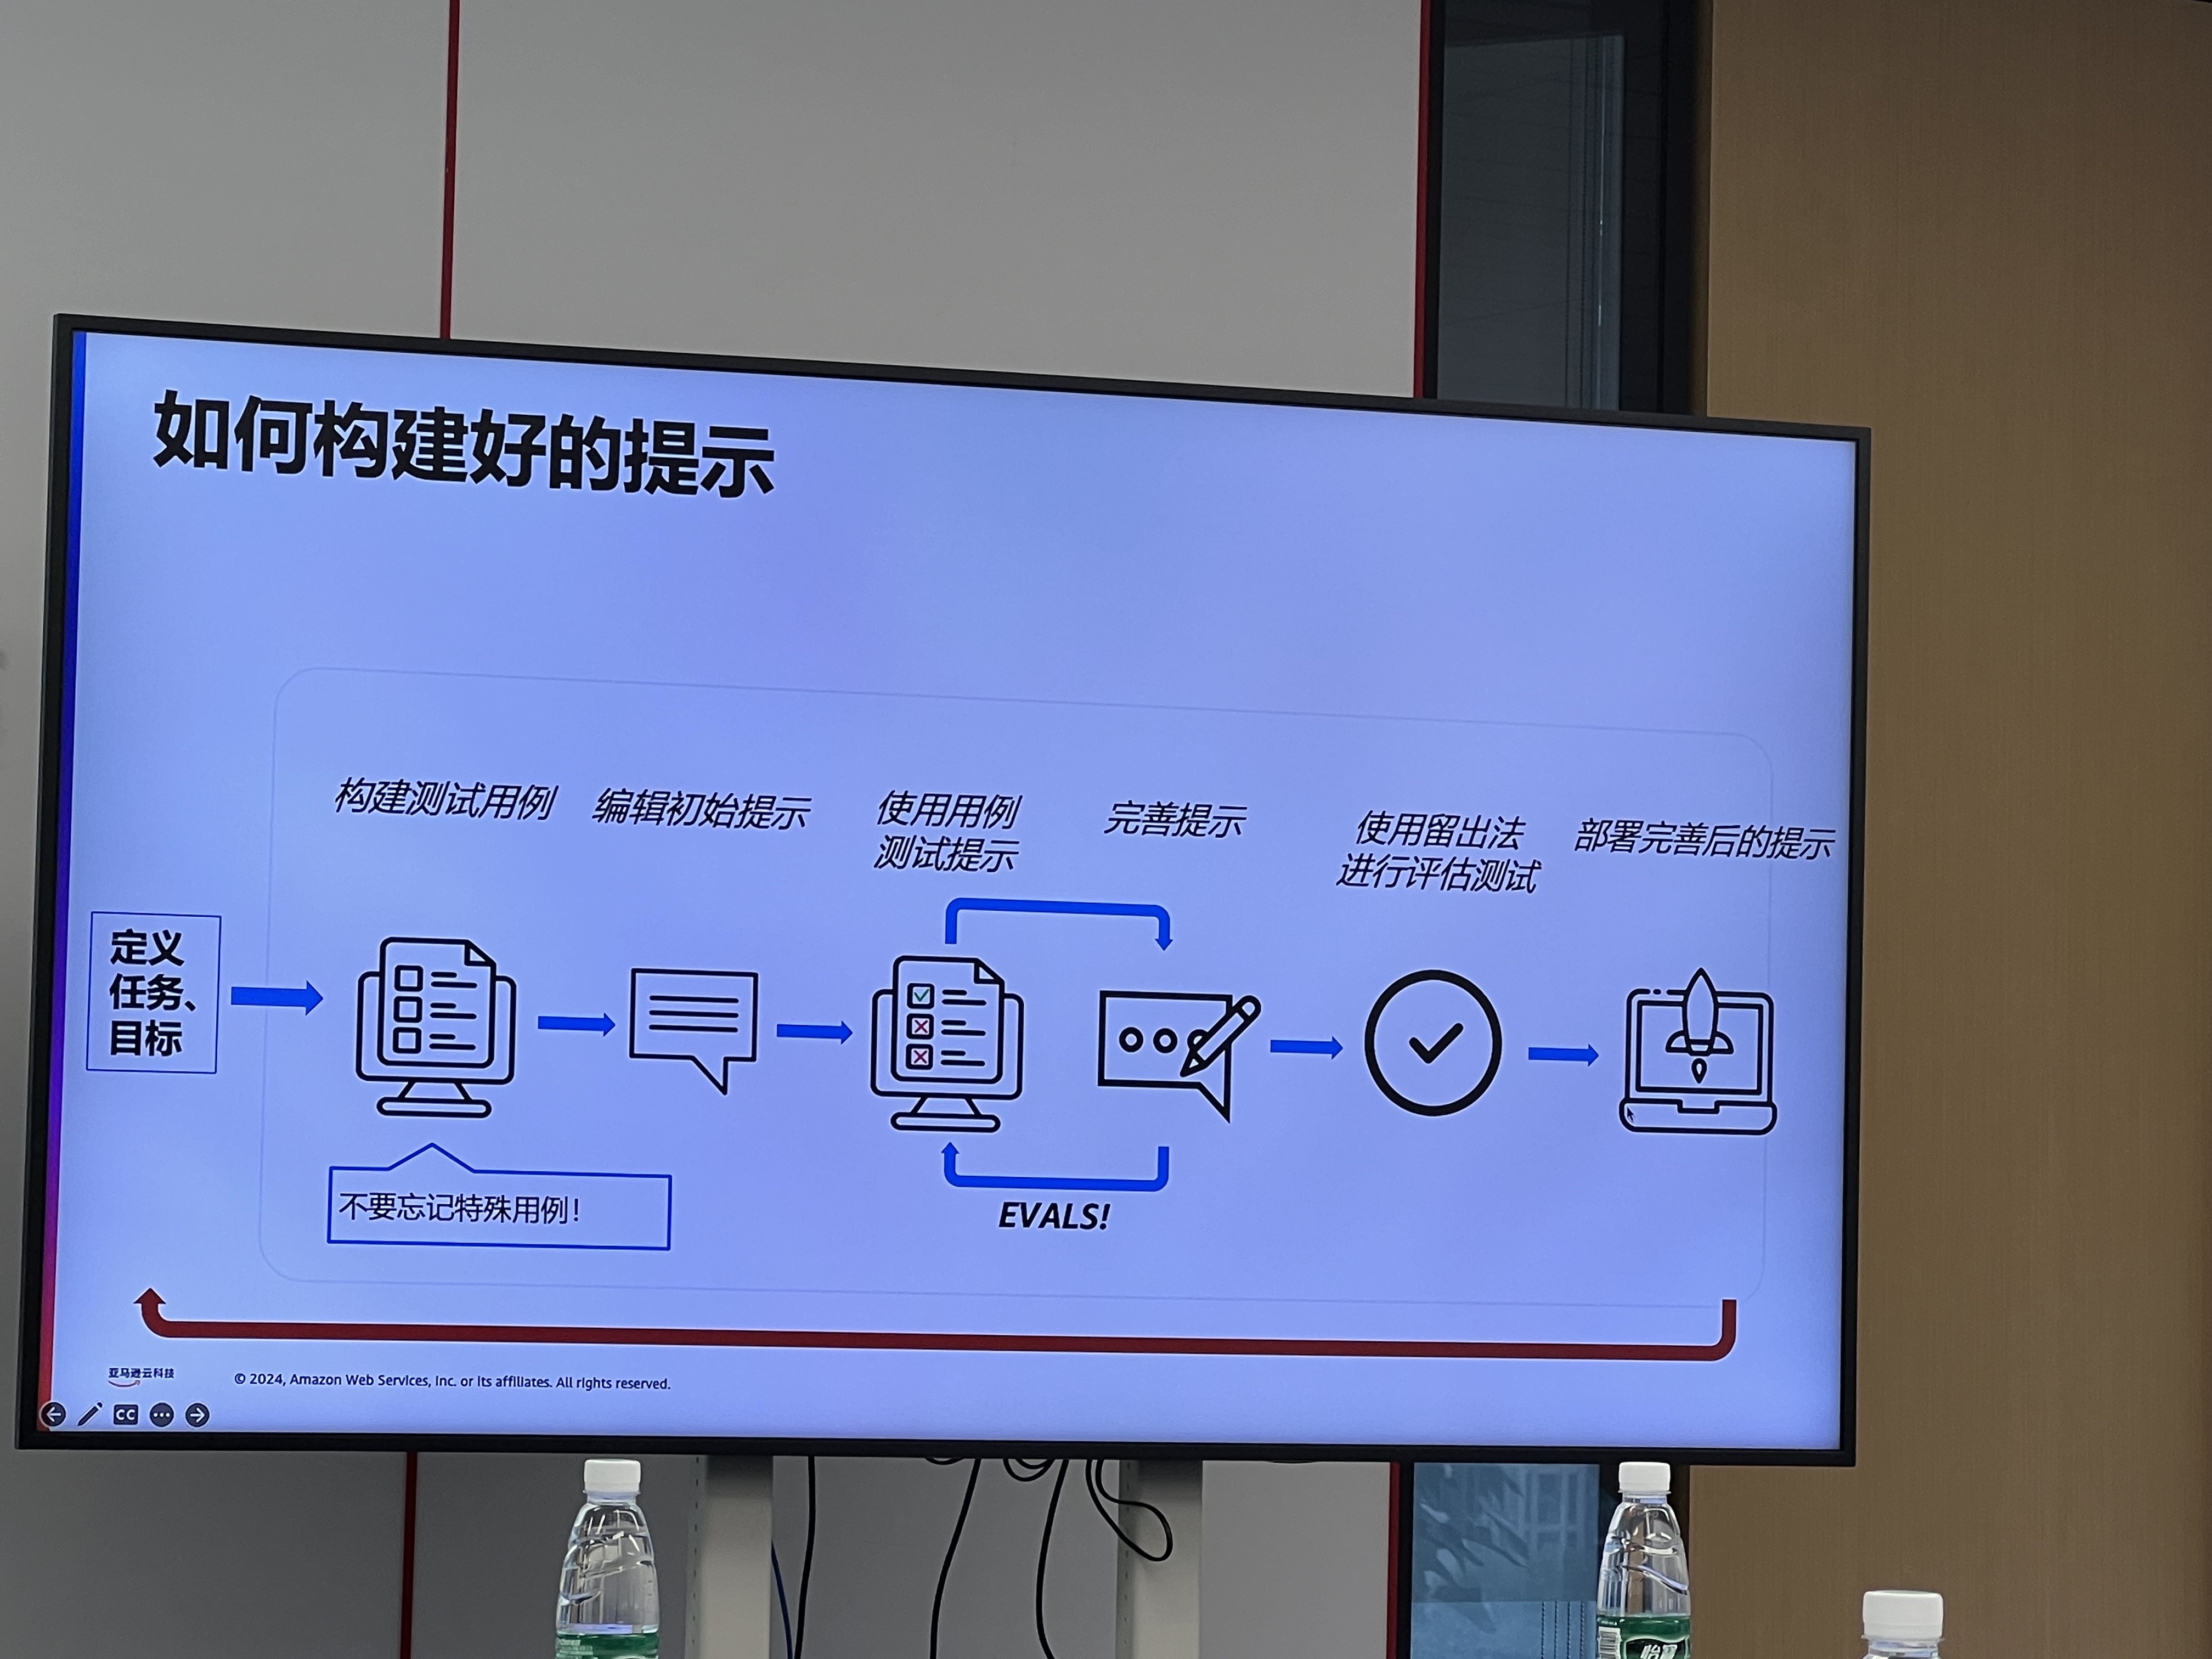 如何构建好的提示
构建测试用例
编辑初始提示
使用用例
测试提示
完善提示
使用留出法
进行评估测试
部署完善后的提示
定义
任务、
目标
不要忘记特殊用例！
EVALS!
亚马逊云科技
© 2024, Amazon Web Services, Inc. or its affiliates. All rights reserved.
CC
怡宝